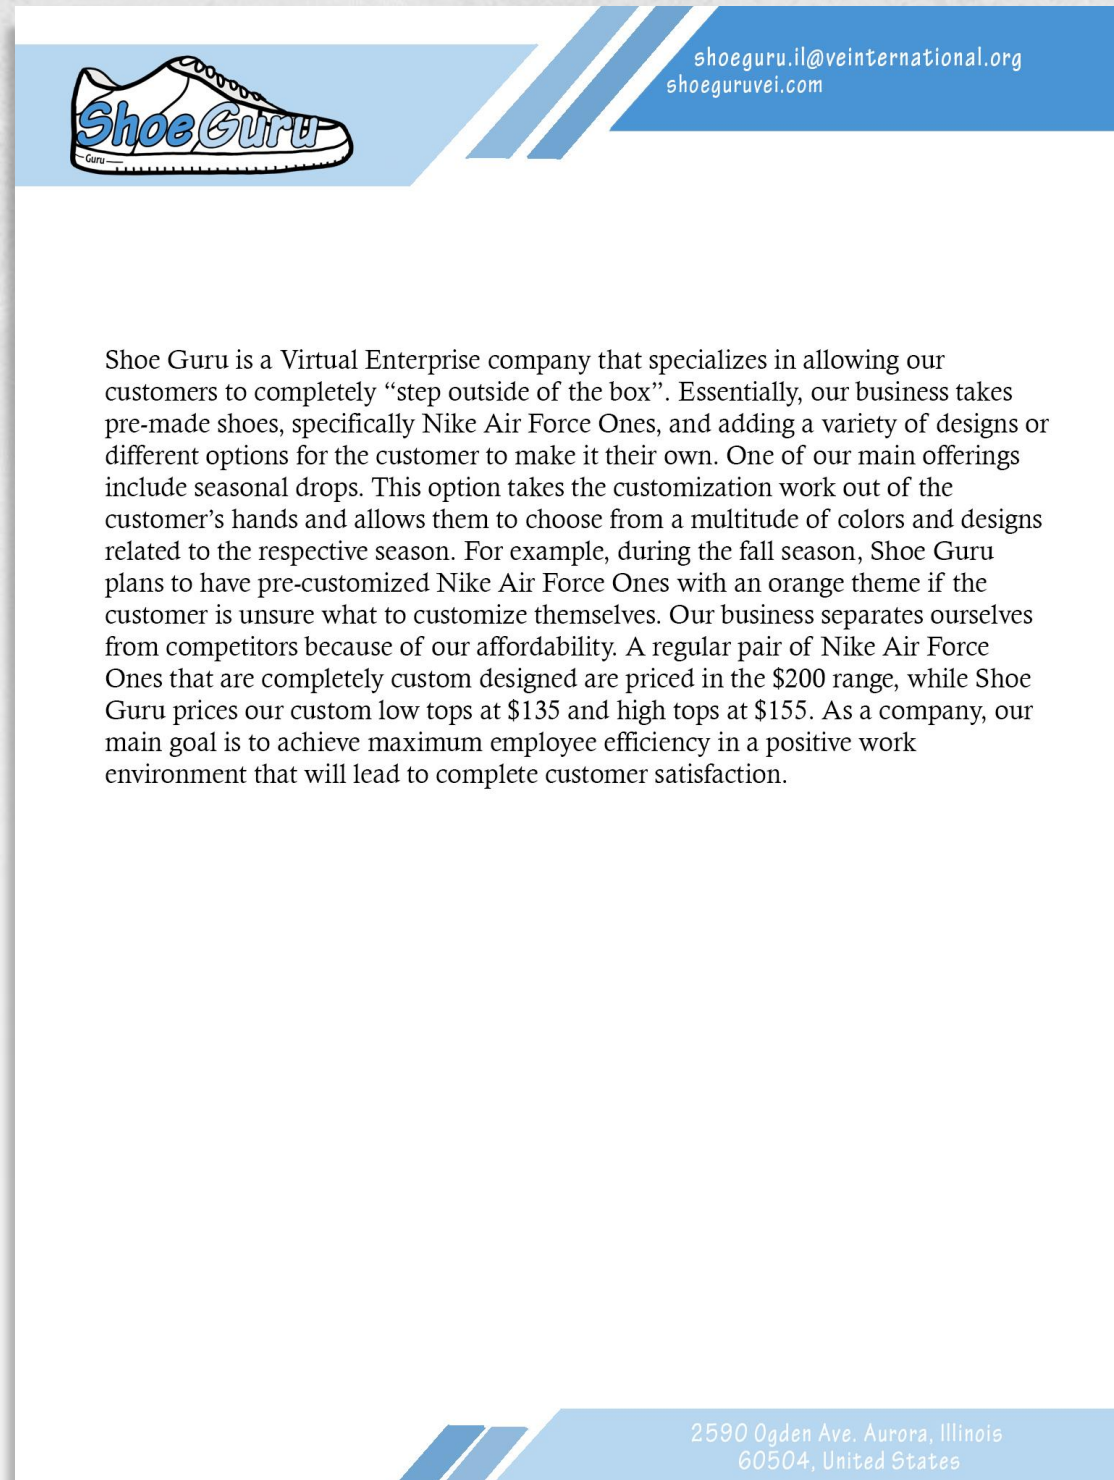 Shoe Guru
Guru
shoeguru.il@veinternational.org
shoeguruvei.com
Shoe Guru is a Virtual Enterprise company that specializes in allowing our
customers to completely “step outside of the box”. Essentially, our business takes
pre-made shoes, specifically Nike Air Force Ones, and adding a variety of designs or
different options for the customer to make it their own. One of our main offerings
include seasonal drops. This option takes the customization work out of the
customer’s hands and allows them to choose from a multitude of colors and designs
related to the respective season. For example, during the fall season, Shoe Guru
plans to have pre-customized Nike Air Force Ones with an orange theme if the
customer is unsure what to customize themselves. Our business separates ourselves
from competitors because of our affordability. A regular pair of Nike Air Force
Ones that are completely custom designed are priced in the $200 range, while Shoe
Guru prices our custom low tops at $135 and high tops at $155. As a company, our
main goal is to achieve maximum employee efficiency in a positive work
environment that will lead to complete customer satisfaction.
2590 Ogden Ave. Aurora, Illinois
60504, United States